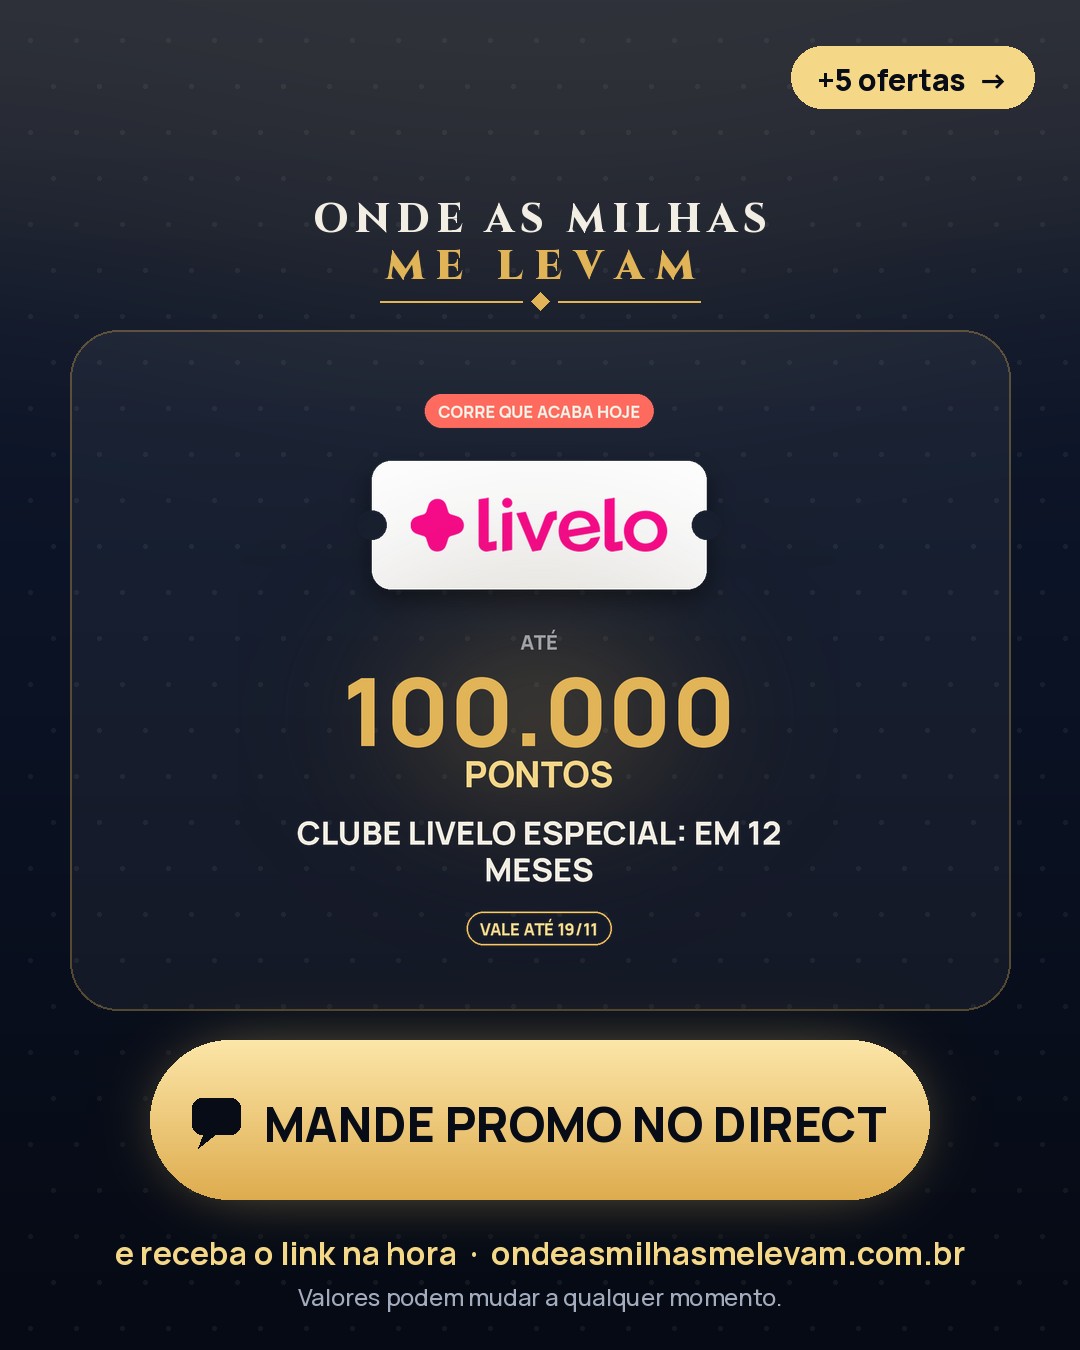 +5 ofertas →
ONDE AS MILHAS
ME LEVAM
CORRE QUE ACABA HOJE
livelo
ATÉ
100.000
PONTOS
CLUBE LIVELO ESPECIAL: EM 12
MESES
VALE ATÉ 19/11
MANDE PROMO NO DIRECT
e receba o link na hora · ondeasmilhasmelevam.com.br
Valores podem mudar a qualquer momento.